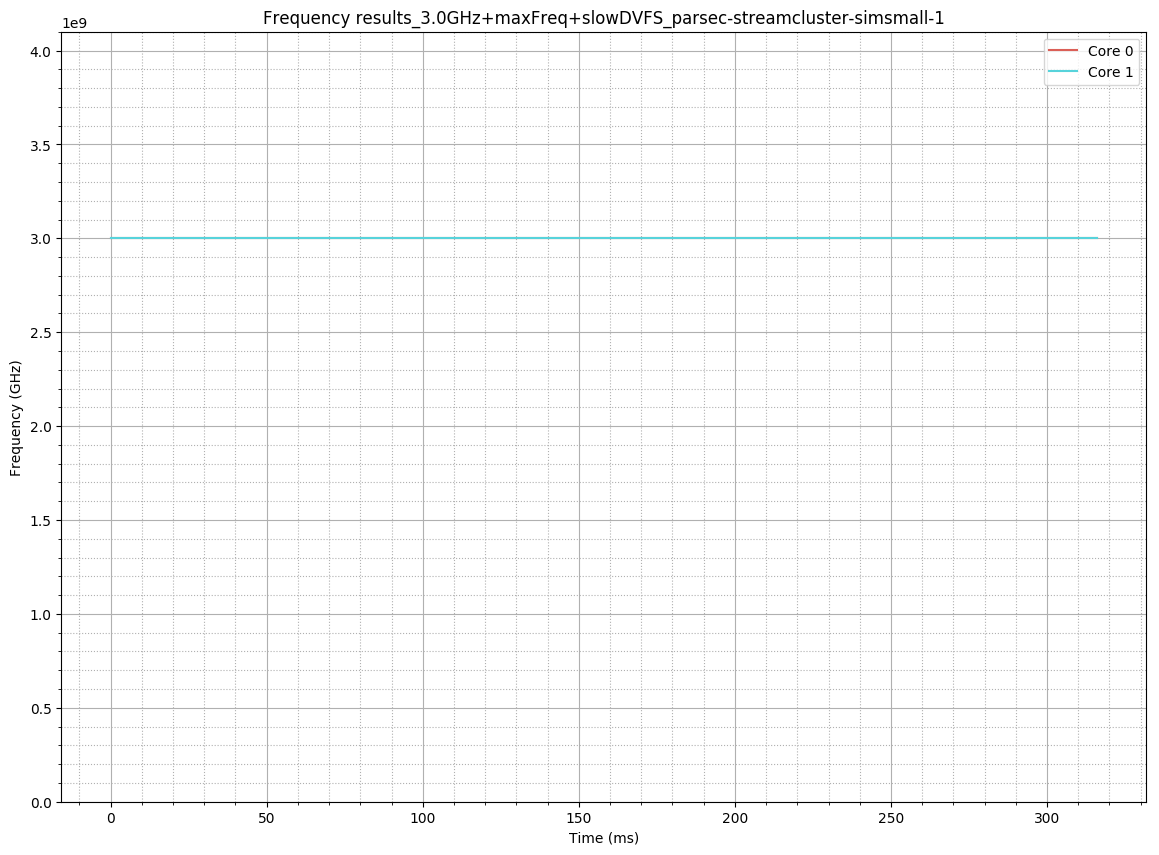 Frequency results_3.0GHz+maxFreq+slowDVFS_parsec-streamcluster-simsmall-1
1e9
Core 0
Core 1
4.0
3.5
3.0
2.5
2.0
1.5
1.0
0.5
0.0
Frequency (GHz)
0 50 100 150 200 250 300
Time (ms)